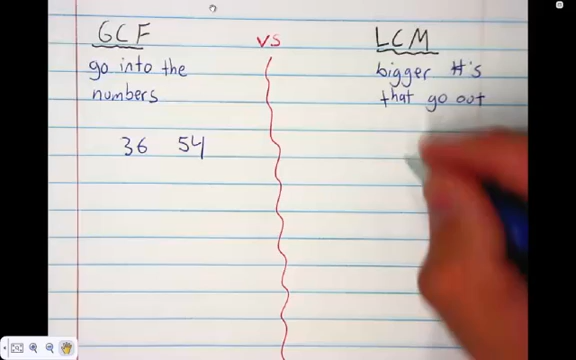 GCF
VS
LCM
go into the
numbers
bigger #'s
that go out
36 54